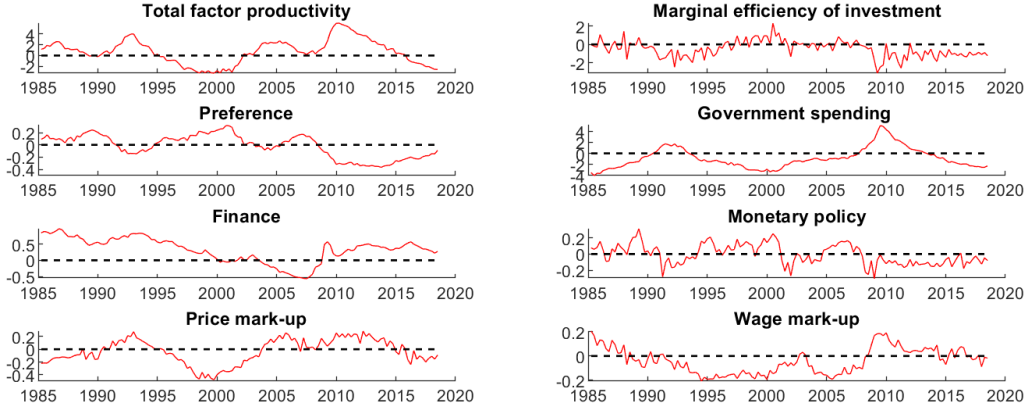 Total factor productivity
4
2
0
-2
1985 1990 1995 2000 2005 2010 2015 2020
Marginal efficiency of investment
2
0
-2
1985 1990 1995 2000 2005 2010 2015 2020
Preference
0.2
0
-0.2
-0.4
1985 1990 1995 2000 2005 2010 2015 2020
Government spending
4
2
0
-2
-4
1985 1990 1995 2000 2005 2010 2015 2020
Finance
0.5
0
-0.5
1985 1990 1995 2000 2005 2010 2015 2020
Monetary policy
0.2
0
-0.2
1985 1990 1995 2000 2005 2010 2015 2020
Price mark-up
0.2
0
-0.2
-0.4
1985 1990 1995 2000 2005 2010 2015 2020
Wage mark-up
0.2
0
-0.2
1985 1990 1995 2000 2005 2010 2015 2020